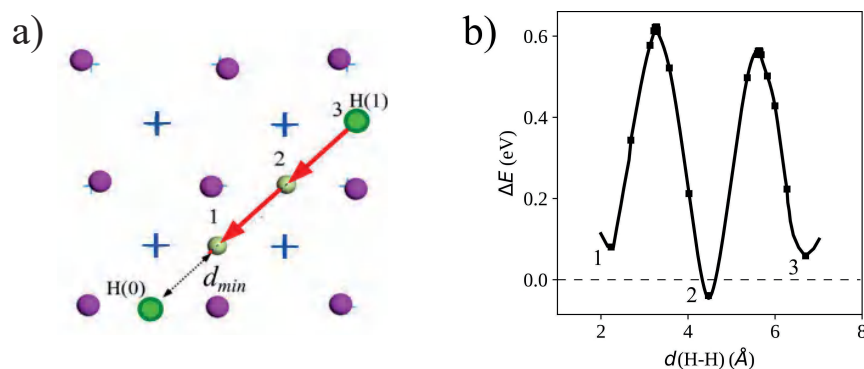 a)
3 H(1)
2
1
H(0)
d_min
b)
ΔE (eV)
0.6
0.4
0.2
0.0
1
2
3
2 4 6 8
d(H-H) (Å)